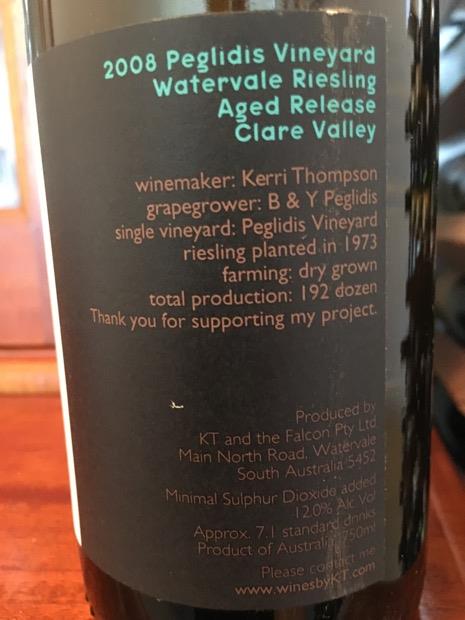 2008 Peglidis Vineyard
Watervale Riesling
Aged Release
Clare Valley
winemaker: Kerri Thompson
grapegrower: B & Y Peglidis
single vineyard: Peglidis Vineyard
riesling planted in 1973
farming: dry grown
total production: 192 dozen
Thank you for supporting my project.
Produced by
KT and the Falcon Pty Ltd
Main North Road, Watervale
South Australia 5452
Minimal Sulphur Dioxide added
12.0% Alc Vol
Approx. 7.1 standard drinks
Product of Australia 750ml
Please contact me
www.winesbyKT.com